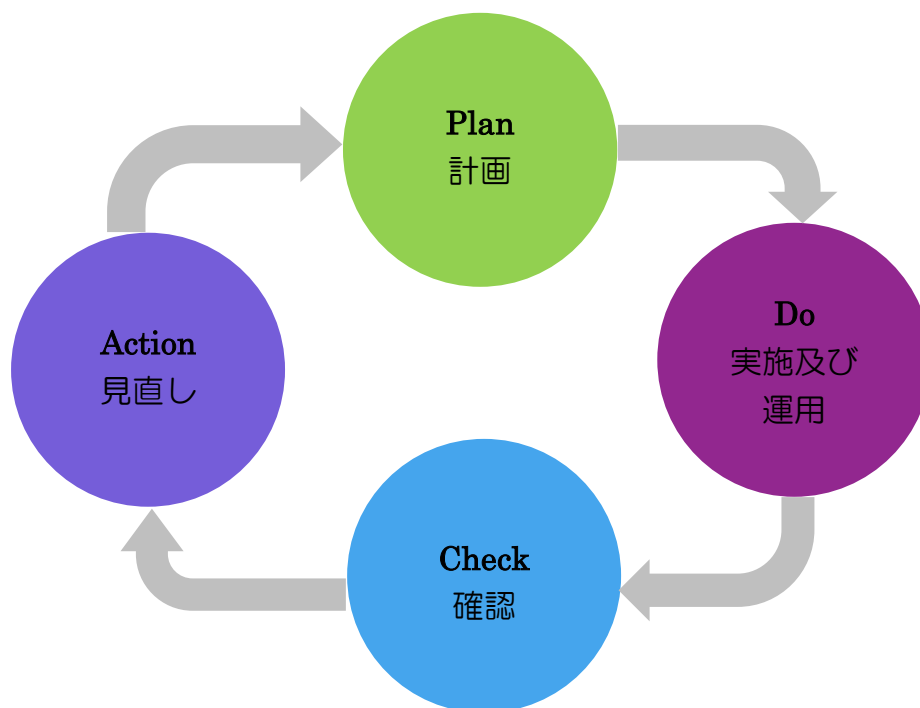 Plan
計画
Do
実施及び
運用
Check
確認
Action
見直し